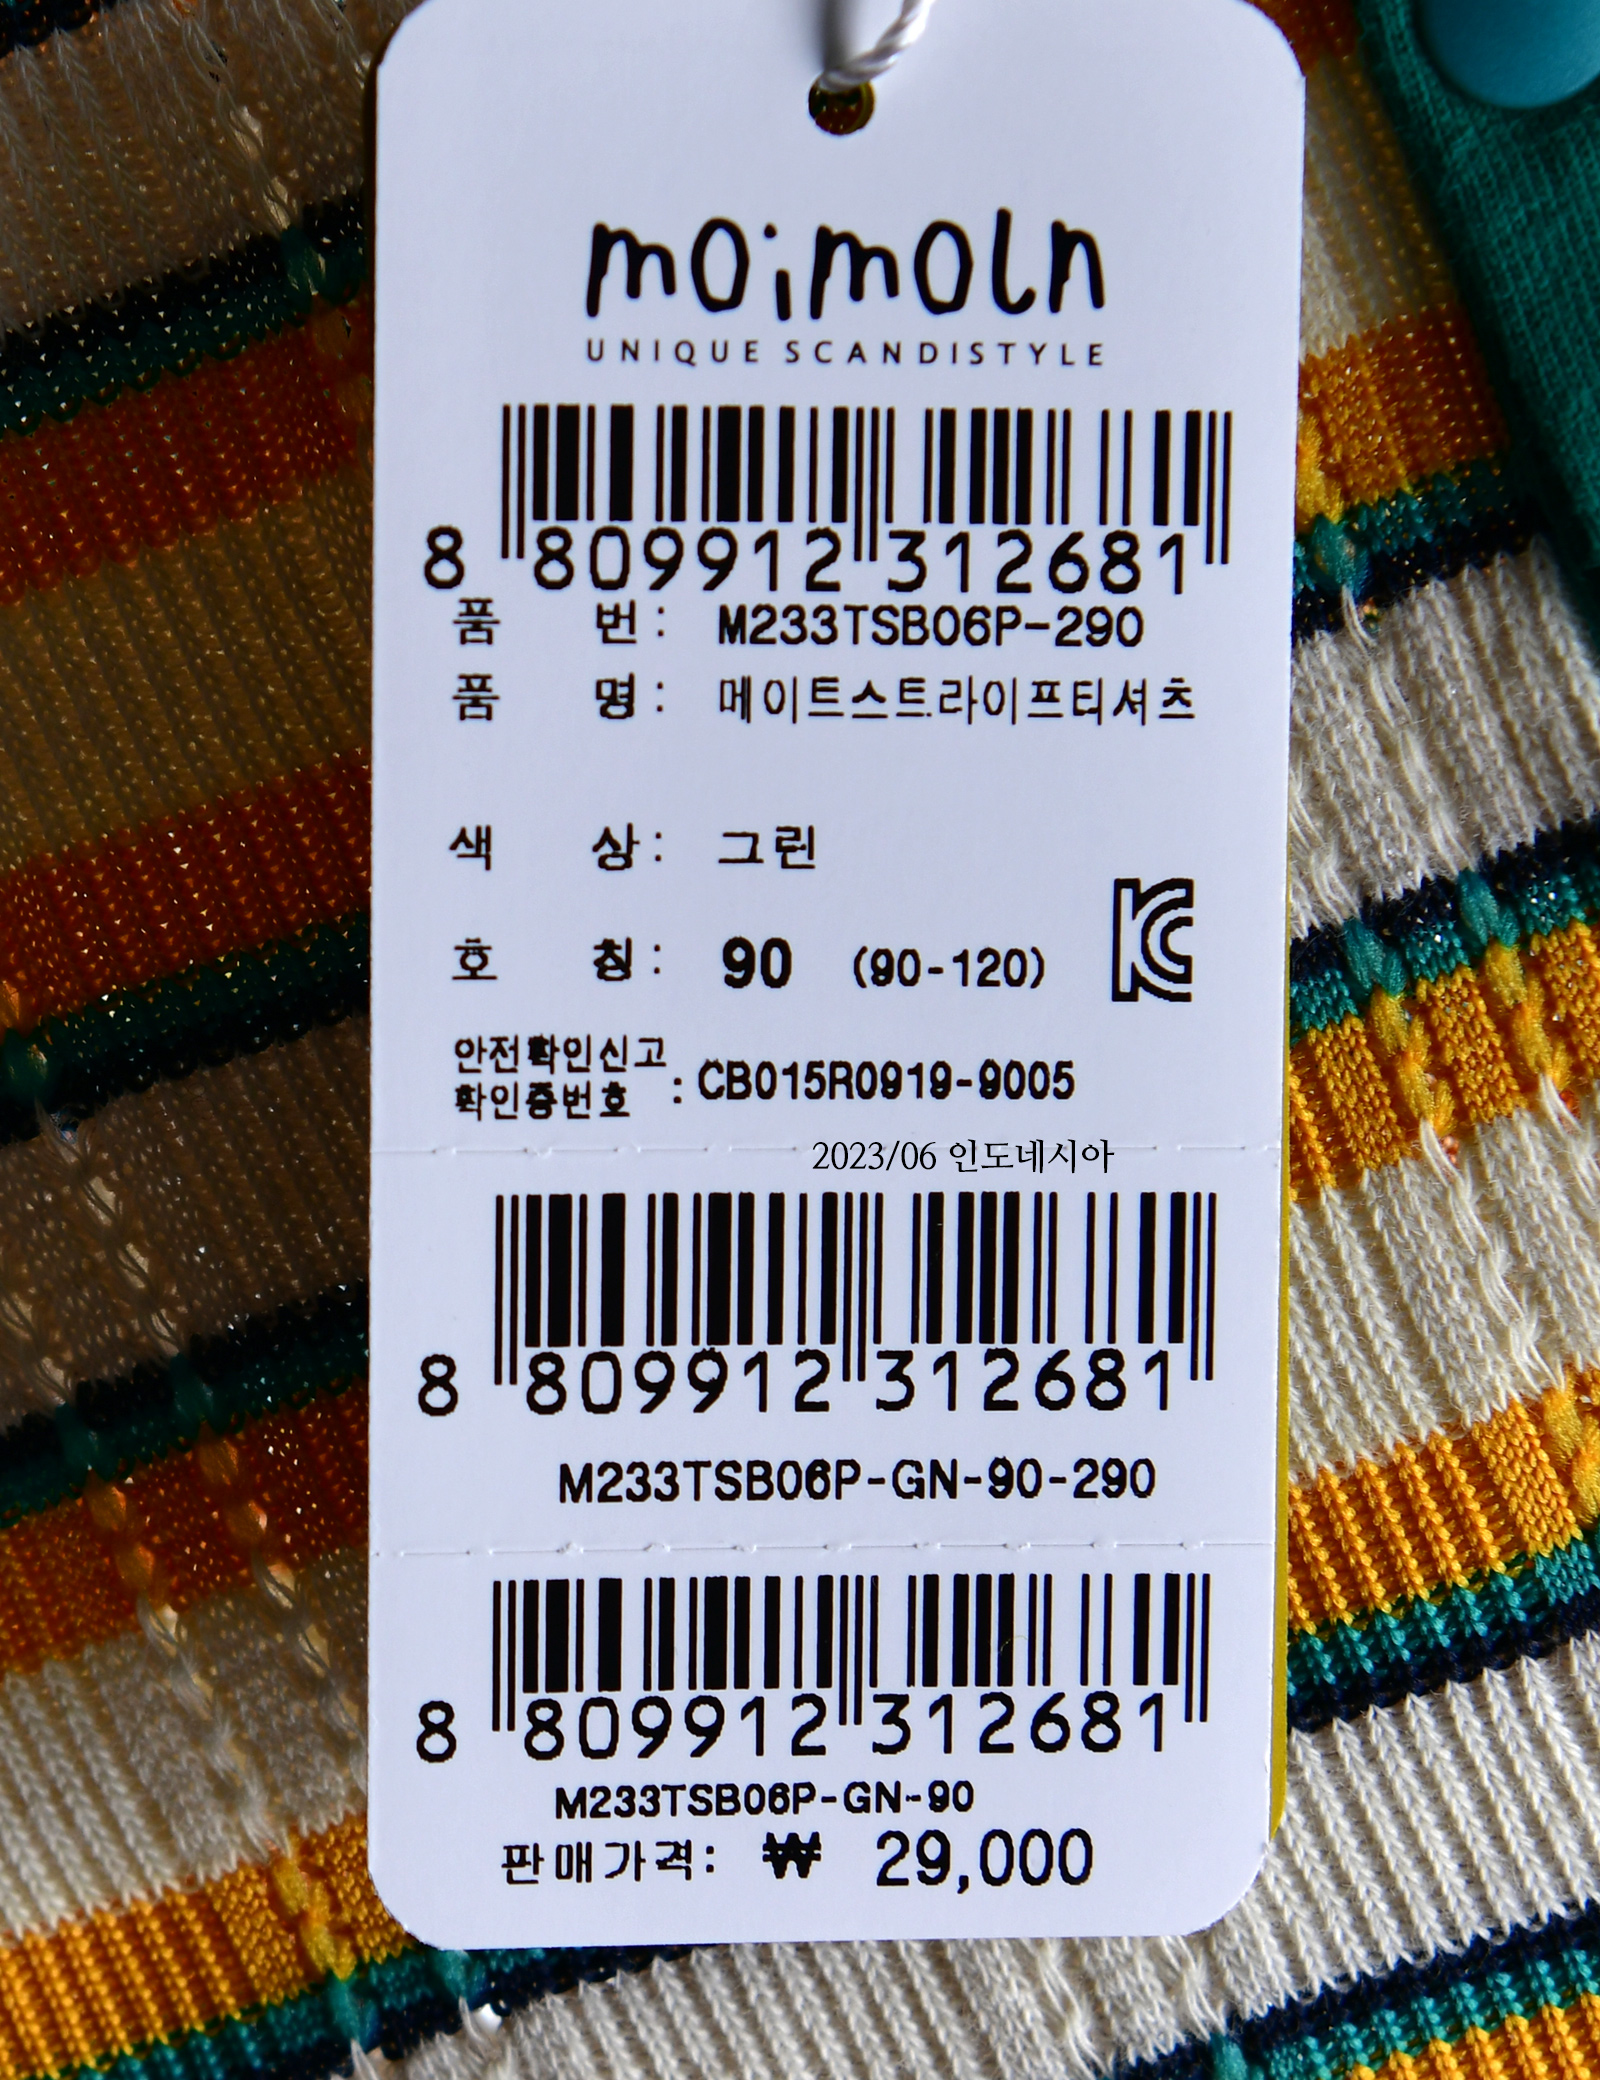 moimoln
UNIQUE SCANDISTYLE
8 809912 312681
품 번 : M233TSB06P-290
품 명 : 메이트스트라이프티셔츠
색 상 : 그린
호 칭 : 90 (90-120)
안전확인신고
확인증번호 : CB015R0919-9005
2023/06 인도네시아
8 809912 312681
M233TSB06P-GN-90-290
8 809912 312681
M233TSB06P-GN-90
판매가격: ₩ 29,000